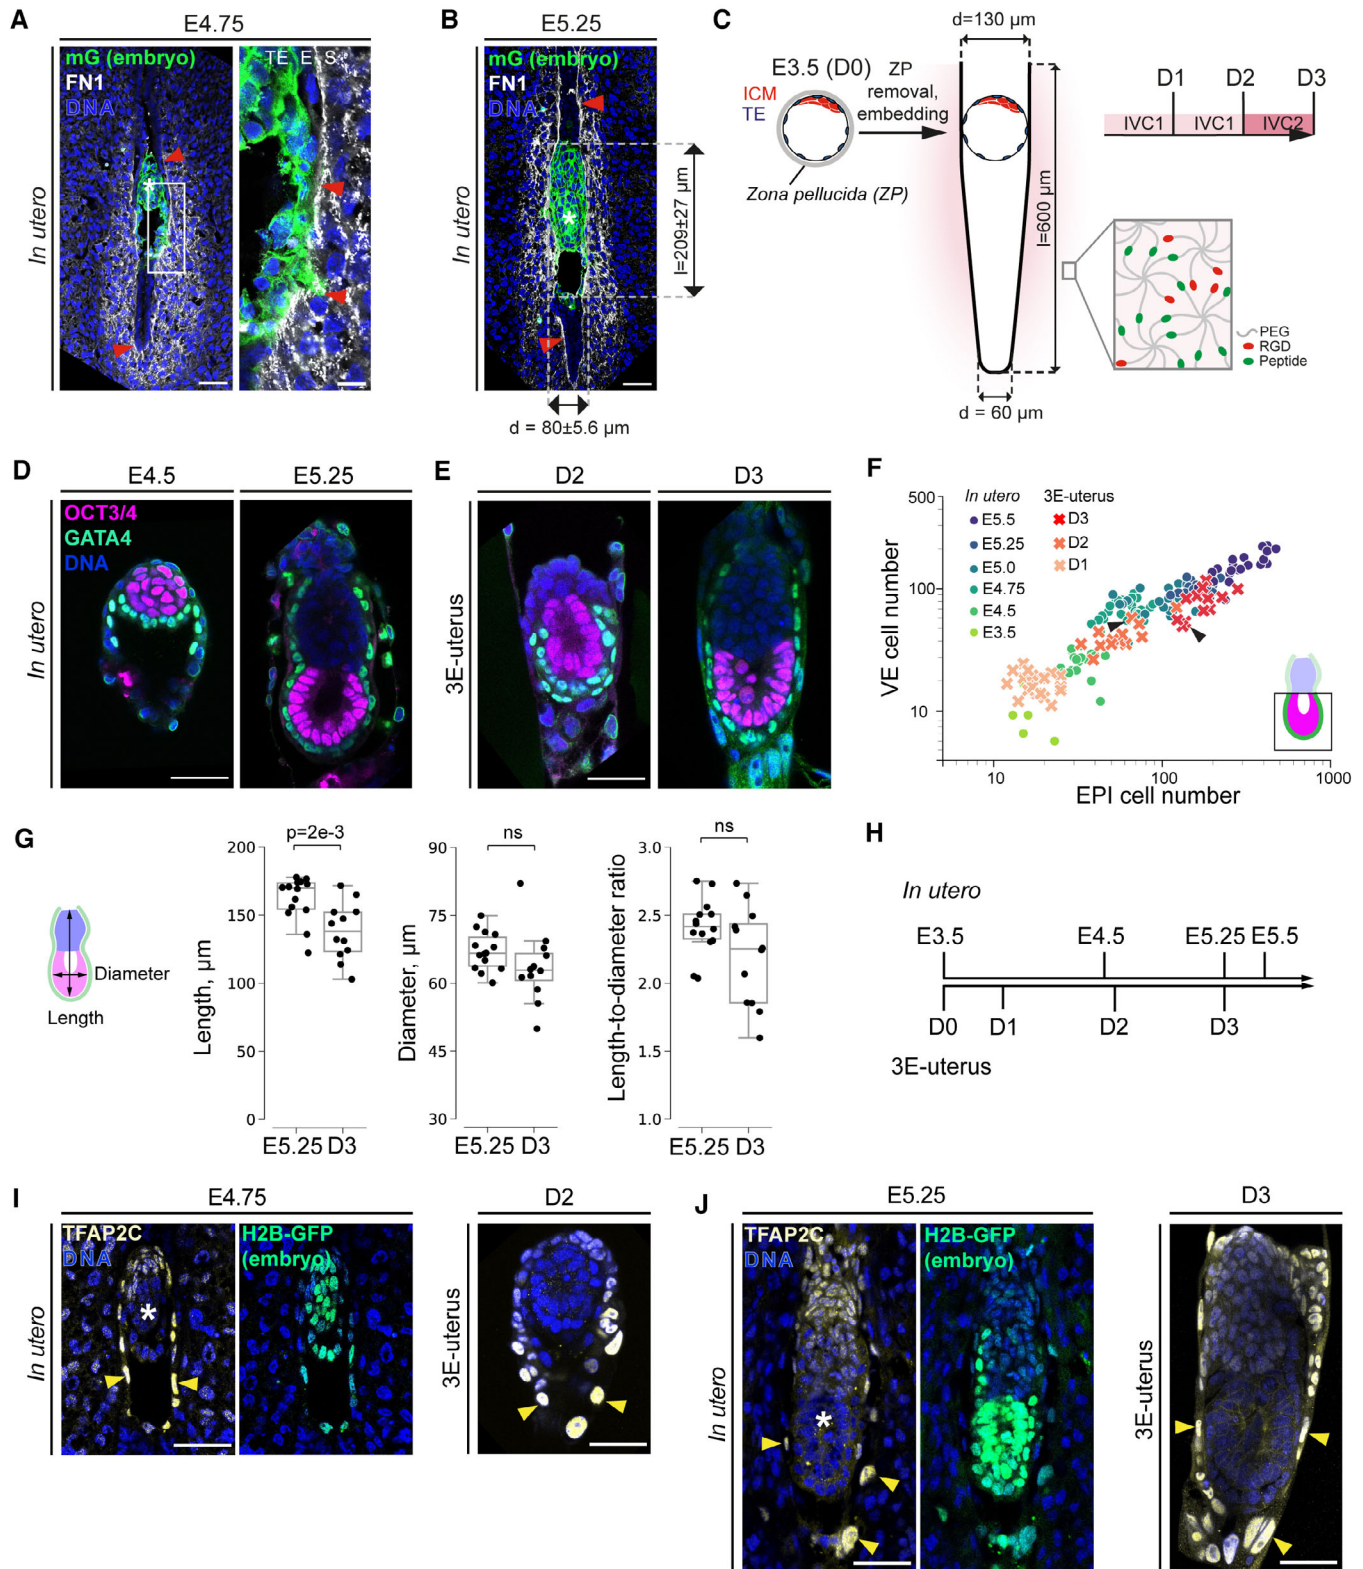 A
E4.75
mG (embryo)
FN1
DNA
TE E S
In utero
B
E5.25
mG (embryo)
FN1
DNA
In utero
l=209±27 µm
d = 80±5.6 µm
C
d=130 µm
E3.5 (D0)
ICM
TE
ZP
removal,
embedding
Zona pellucida (ZP)
l=600 µm
d = 60 µm
D1 D2 D3
IVC1 IVC1 IVC2
PEG
RGD
Peptide
D
E4.5 E5.25
OCT3/4
GATA4
DNA
In utero
E
D2 D3
3E-uterus
F
VE cell number
500
100
10
10 100 1000
EPI cell number
In utero
E5.5
E5.25
E5.0
E4.75
E4.5
E3.5
3E-uterus
D3
D2
D1
G
Diameter
Length
p=2e-3
Length, µm
200
150
100
50
0
E5.25 D3
ns
Diameter, µm
90
75
60
45
30
E5.25 D3
ns
Length-to-diameter ratio
3.0
2.5
2.0
1.5
1.0
E5.25 D3
H
In utero
E3.5 E4.5 E5.25 E5.5
D0 D1 D2 D3
3E-uterus
I
E4.75
TFAP2C
DNA
H2B-GFP
(embryo)
In utero
D2
3E-uterus
J
E5.25
TFAP2C
DNA
H2B-GFP
(embryo)
In utero
D3
3E-uterus